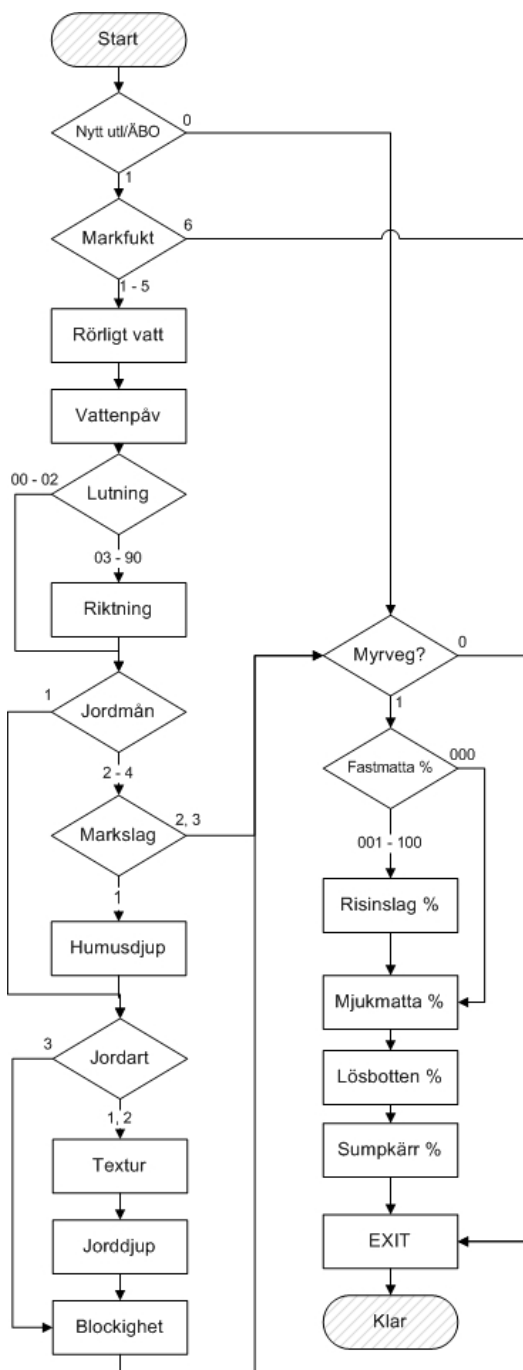 Start
Nytt utl/ÄBO
0
1
Markfukt
6
1 - 5
Rörligt vatt
Vattenpåv
00 - 02
Lutning
03 - 90
Riktning
1
Jordmån
2 - 4
Markslag
2, 3
1
Humusdjup
3
Jordart
1, 2
Textur
Jorddjup
Blockighet
Myrveg?
0
1
Fastmatta %
000
001 - 100
Risinslag %
Mjukmatta %
Lösbotten %
Sumpkärr %
EXIT
Klar